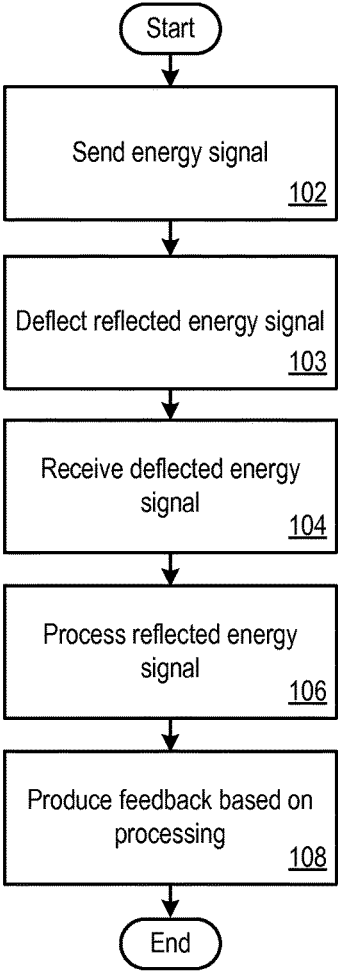 Start
Send energy signal
102
Deflect reflected energy signal
103
Receive deflected energy
signal
104
Process reflected energy
signal
106
Produce feedback based on
processing
108
End